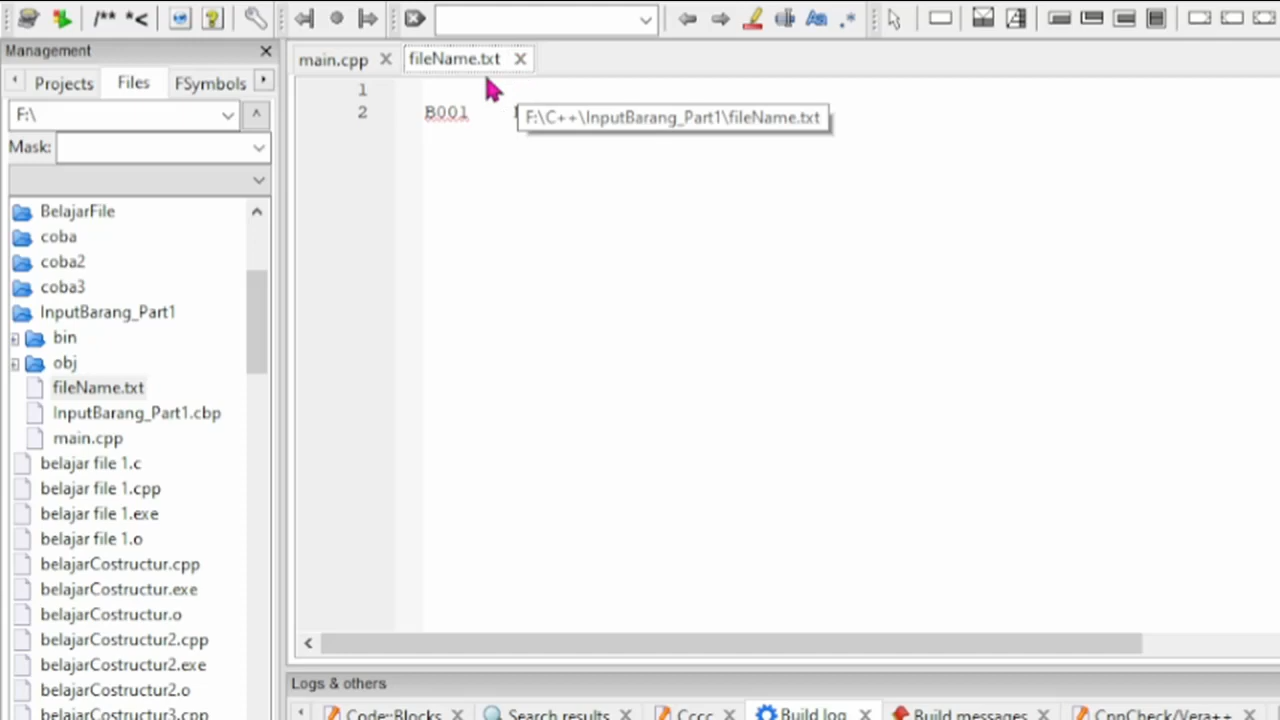 /** *<
Management
main.cpp
fileName.txt
Projects
Files
FSymbols
1
F:\
2
B001
F:\C++\InputBarang_Part1\fileName.txt
Mask:
BelajarFile
coba
coba2
coba3
InputBarang_Part1
bin
obj
fileName.txt
InputBarang_Part1.cbp
main.cpp
belajar file 1.c
belajar file 1.cpp
belajar file 1.exe
belajar file 1.o
belajarCostructur.cpp
belajarCostructur.exe
belajarCostructur.o
belajarCostructur2.cpp
belajarCostructur2.exe
belajarCostructur2.o
belajarCostructur3.cpp
Logs & others
Code::Blocks
Search results
Cccc
Build log
Build messages
CppCheck/Vera++